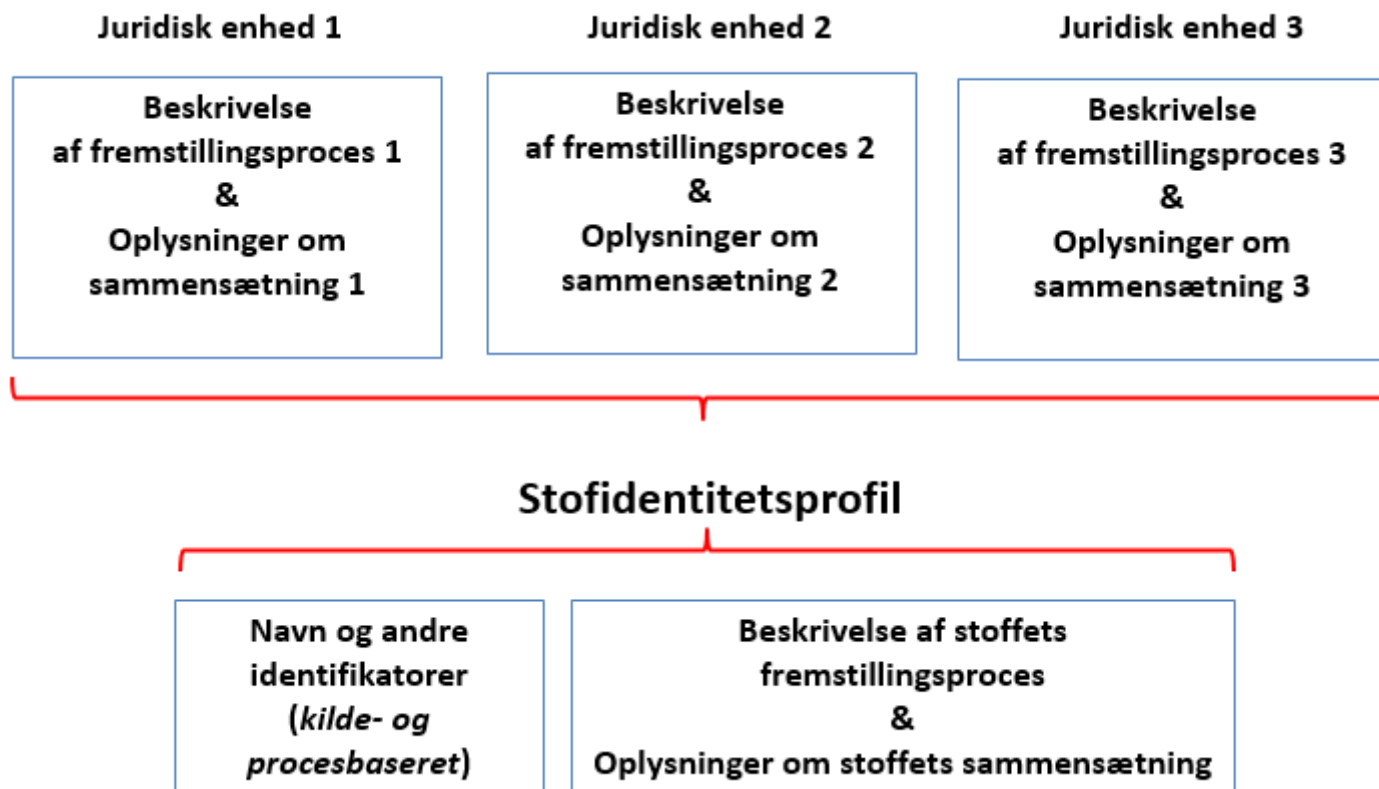 Juridisk enhed 1
Juridisk enhed 2
Juridisk enhed 3
Beskrivelse
af fremstillingsproces 1
&
Oplysninger om
sammensætning 1
Beskrivelse
af fremstillingsproces 2
&
Oplysninger om
sammensætning 2
Beskrivelse
af fremstillingsproces 3
&
Oplysninger om
sammensætning 3
Stofidentitetsprofil
Navn og andre
identifikatorer
(kilde- og
procesbaseret)
Beskrivelse af stoffets
fremstillingsproces
&
Oplysninger om stoffets sammensætning